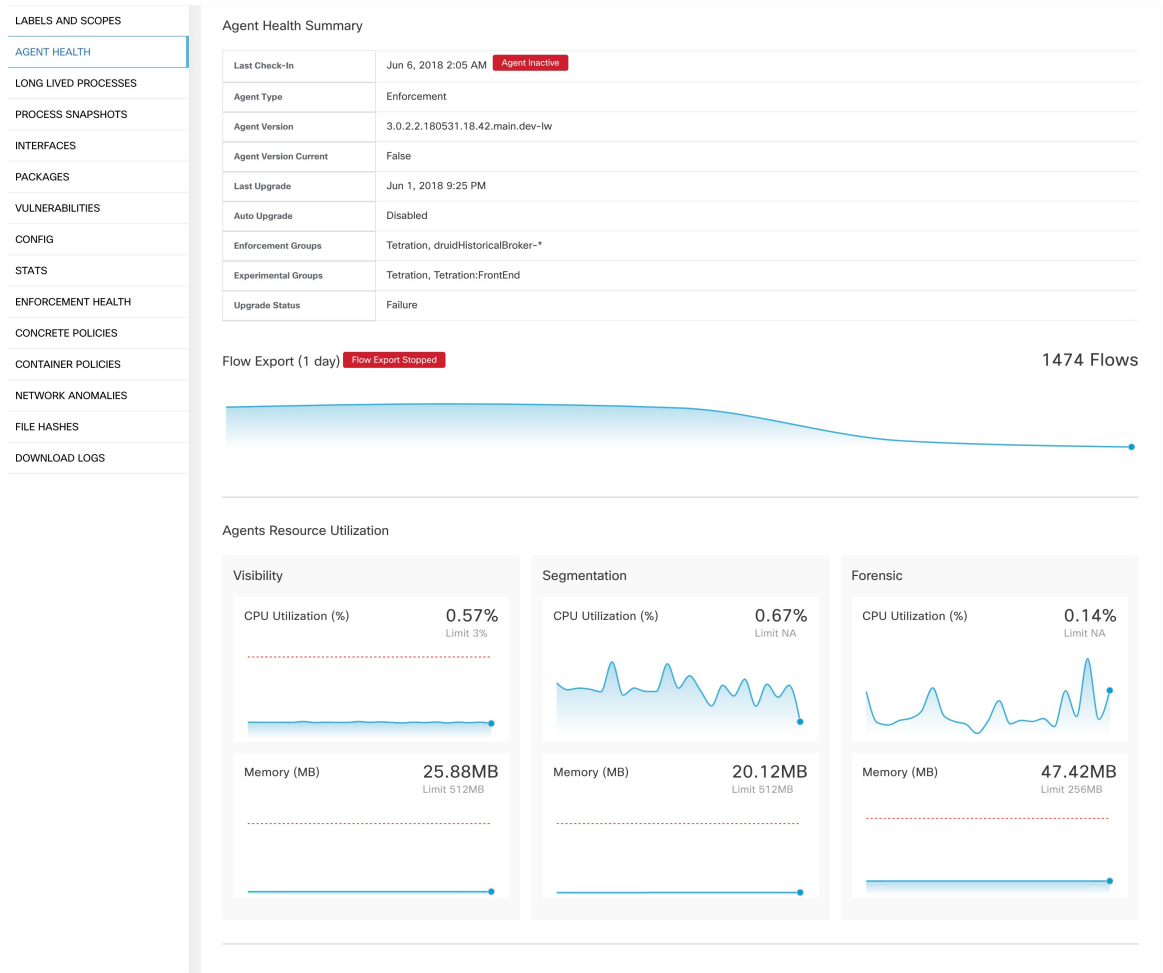 LABELS AND SCOPES
AGENT HEALTH
LONG LIVED PROCESSES
PROCESS SNAPSHOTS
INTERFACES
PACKAGES
VULNERABILITIES
CONFIG
STATS
ENFORCEMENT HEALTH
CONCRETE POLICIES
CONTAINER POLICIES
NETWORK ANOMALIES
FILE HASHES
DOWNLOAD LOGS
Agent Health Summary
Last Check-In Jun 6, 2018 2:05 AM Agent Inactive
Agent Type Enforcement
Agent Version 3.0.2.2.180531.18.42.main.dev-lw
Agent Version Current False
Last Upgrade Jun 1, 2018 9:25 PM
Auto Upgrade Disabled
Enforcement Groups Tetration, druidHistoricalBroker-*
Experimental Groups Tetration, Tetration:FrontEnd
Upgrade Status Failure
Flow Export (1 day) Flow Export Stopped 1474 Flows
Agents Resource Utilization
Visibility
CPU Utilization (%) 0.57%
Limit 3%
Memory (MB) 25.88MB
Limit 512MB
Segmentation
CPU Utilization (%) 0.67%
Limit NA
Memory (MB) 20.12MB
Limit 512MB
Forensic
CPU Utilization (%) 0.14%
Limit NA
Memory (MB) 47.42MB
Limit 256MB